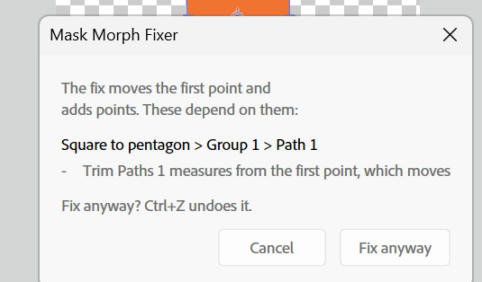 Mask Morph Fixer
The fix moves the first point and
adds points. These depend on them:
Square to pentagon > Group 1 > Path 1
- Trim Paths 1 measures from the first point, which moves
Fix anyway? Ctrl+Z undoes it.
Cancel
Fix anyway